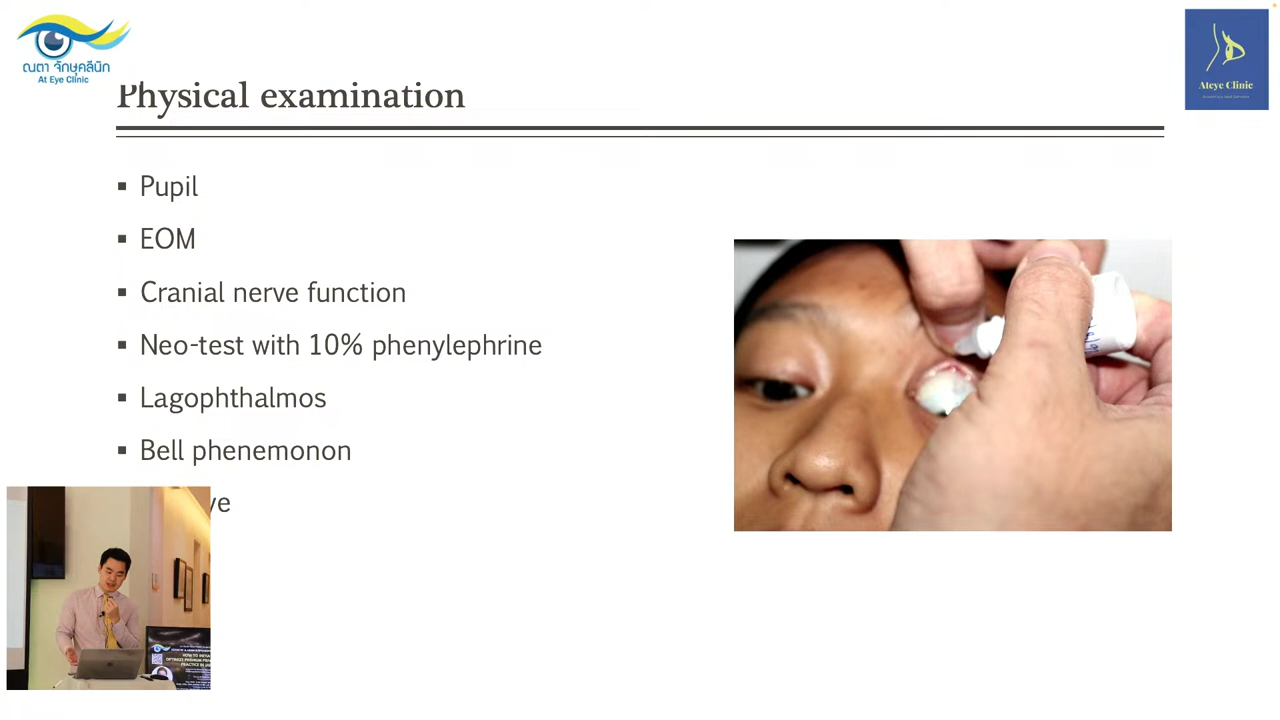 ณตา จักษุคลีนิก
At Eye Clinic
Ateye Clinic
Physical examination
Pupil
EOM
Cranial nerve function
Neo-test with 10% phenylephrine
Lagophthalmos
Bell phenemonon